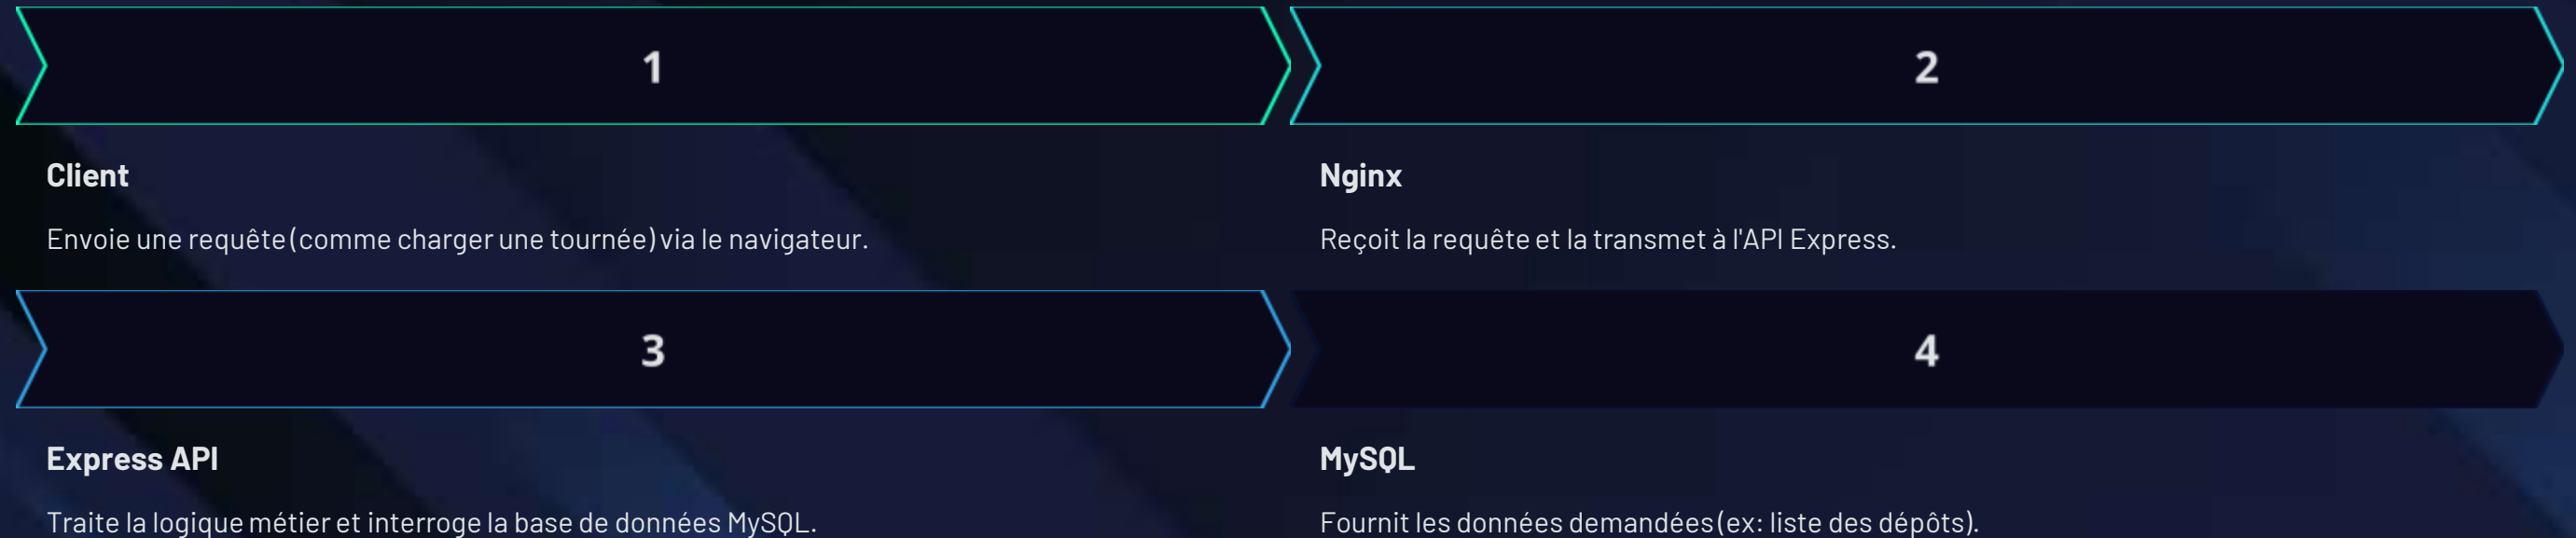 1
2
Client
Envoie une requête (comme charger une tournée) via le navigateur.
Nginx
Reçoit la requête et la transmet à l'API Express.
3
4
Express API
Traite la logique métier et interroge la base de données MySQL.
MySQL
Fournit les données demandées (ex: liste des dépôts).